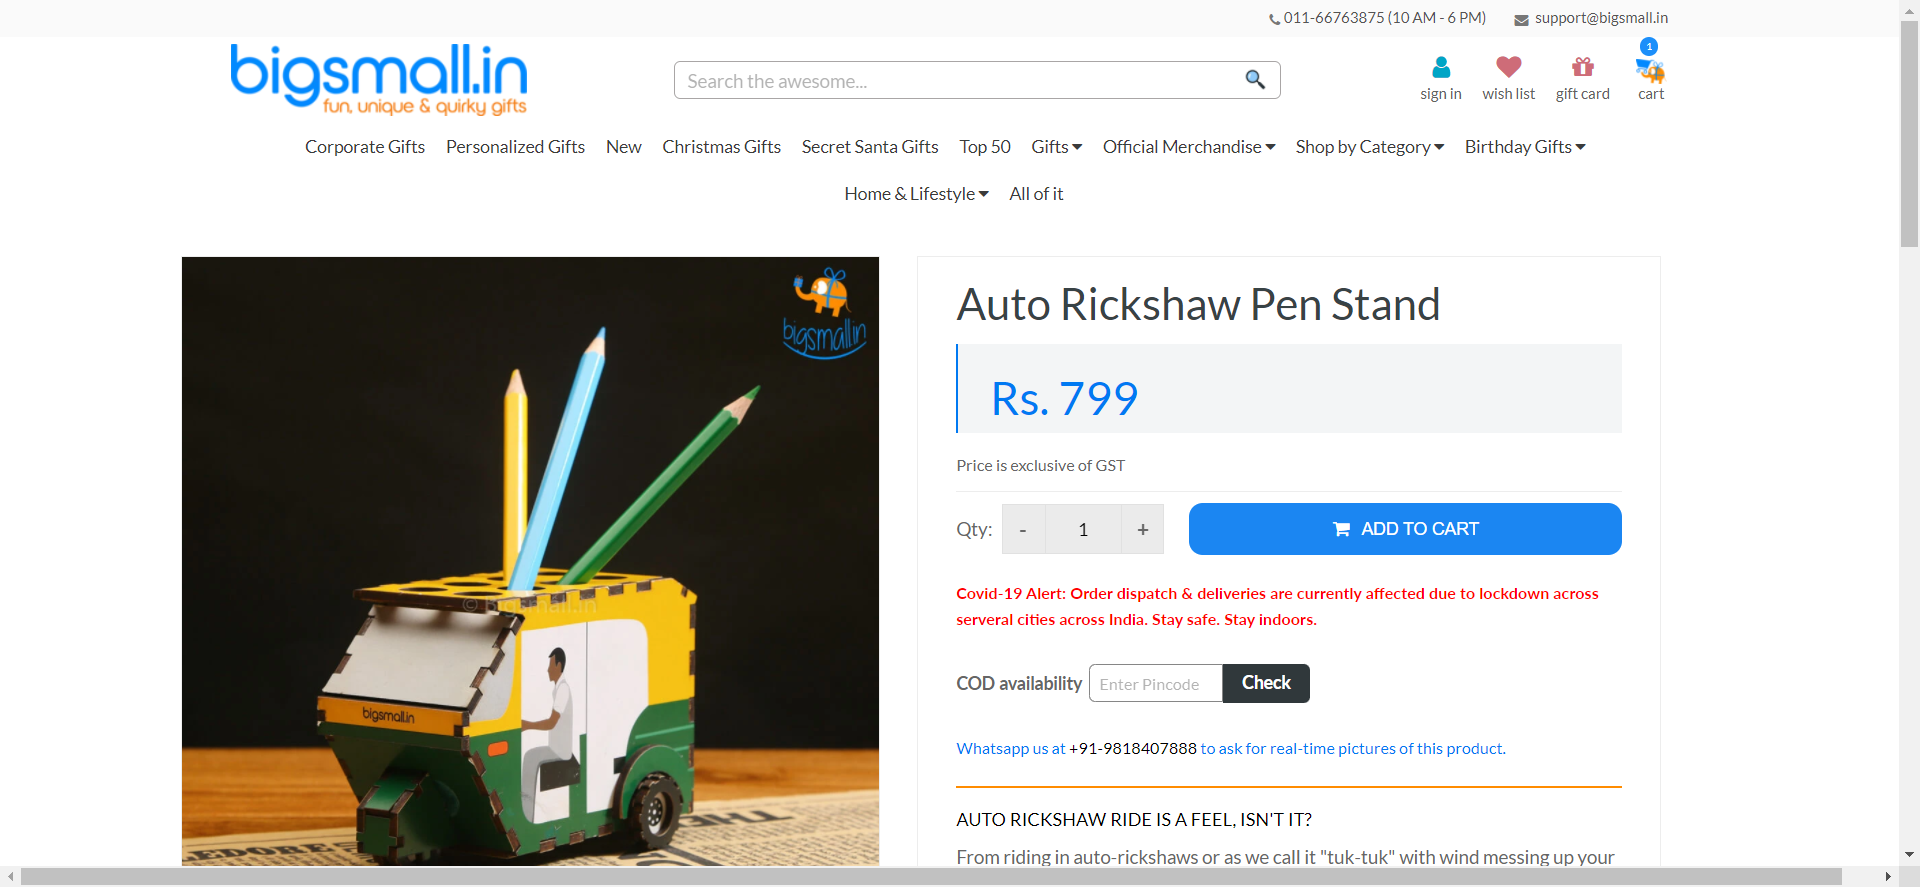 011-66763875 (10 AM - 6 PM) support@bigsmall.in
bigsmall.in
fun, unique & quirky gifts
Search the awesome...
1
sign in wish list gift card cart
Corporate Gifts Personalized Gifts New Christmas Gifts Secret Santa Gifts Top 50 Gifts Official Merchandise Shop by Category Birthday Gifts
Home & Lifestyle All of it
bigsmall.in
© bigsmall.in
bigsmall.in
THE
Auto Rickshaw Pen Stand
Rs. 799
Price is exclusive of GST
Qty: - 1 + ADD TO CART
Covid-19 Alert: Order dispatch & deliveries are currently affected due to lockdown across
serveral cities across India. Stay safe. Stay indoors.
COD availability Enter Pincode Check
Whatsapp us at +91-9818407888 to ask for real-time pictures of this product.
AUTO RICKSHAW RIDE IS A FEEL, ISN'T IT?
From riding in auto-rickshaws or as we call it "tuk-tuk" with wind messing up your